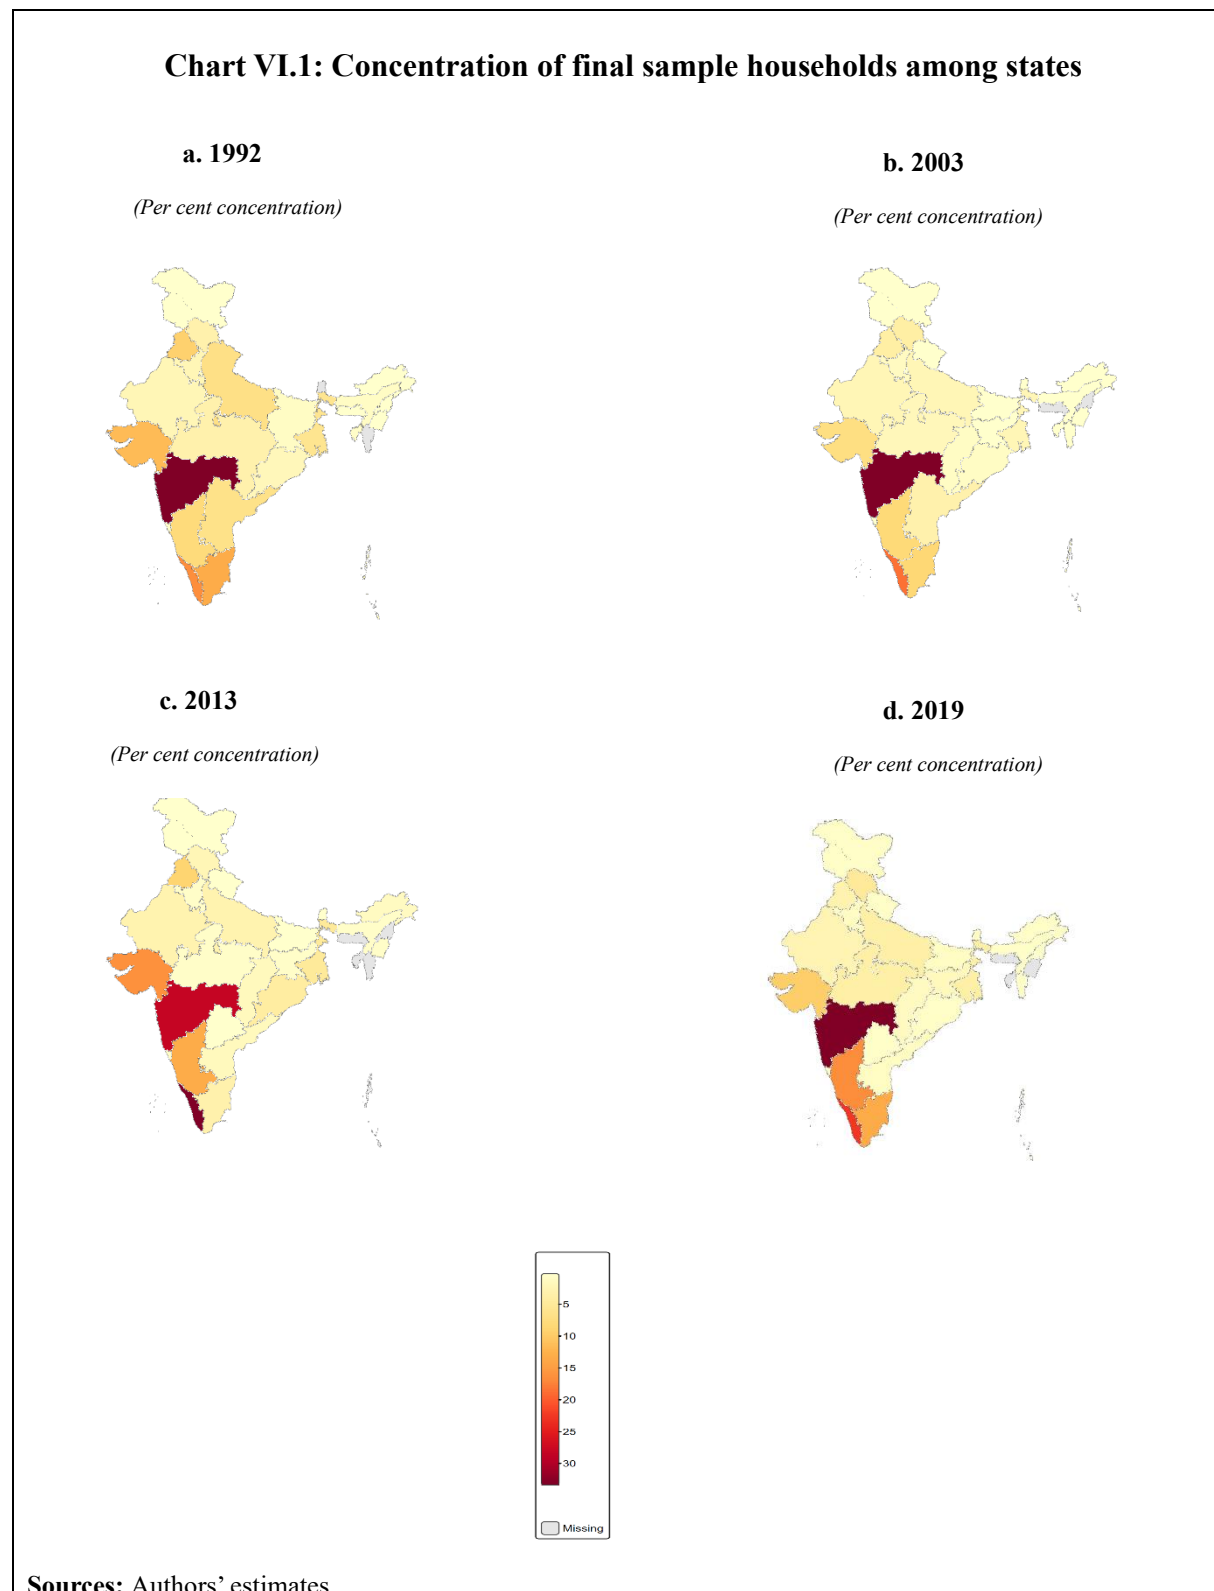 Chart VI.1: Concentration of final sample households among states
a. 1992
(Per cent concentration)
b. 2003
(Per cent concentration)
c. 2013
(Per cent concentration)
d. 2019
(Per cent concentration)
5
10
15
20
25
30
Missing
Sources: Authors' estimates